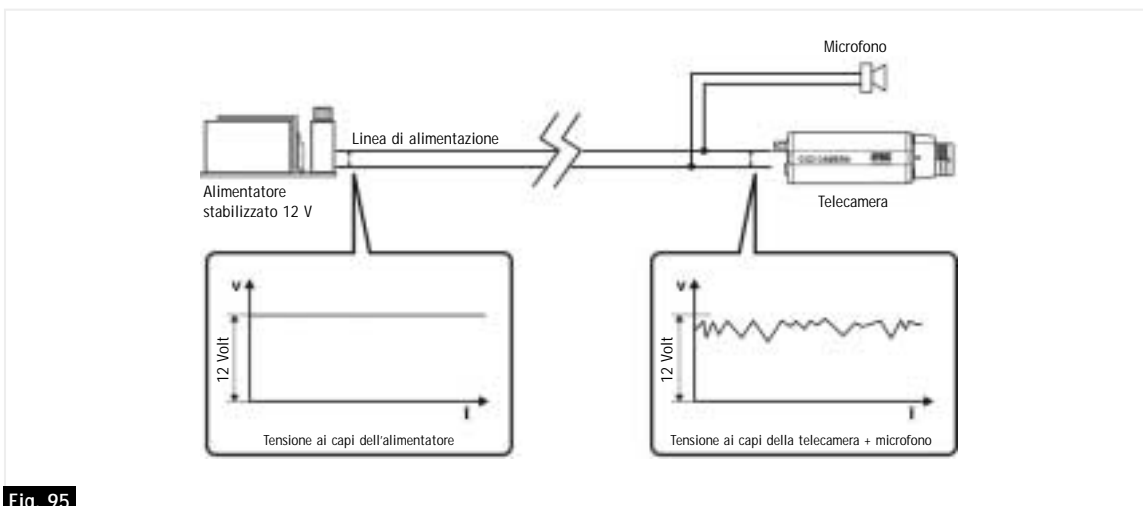 Microfono
Linea di alimentazione
Alimentatore
stabilizzato 12 V
Telecamera
V
12 Volt
i
Tensione ai capi dell'alimentatore
V
12 Volt
i
Tensione ai capi della telecamera + microfono
Fig. 95